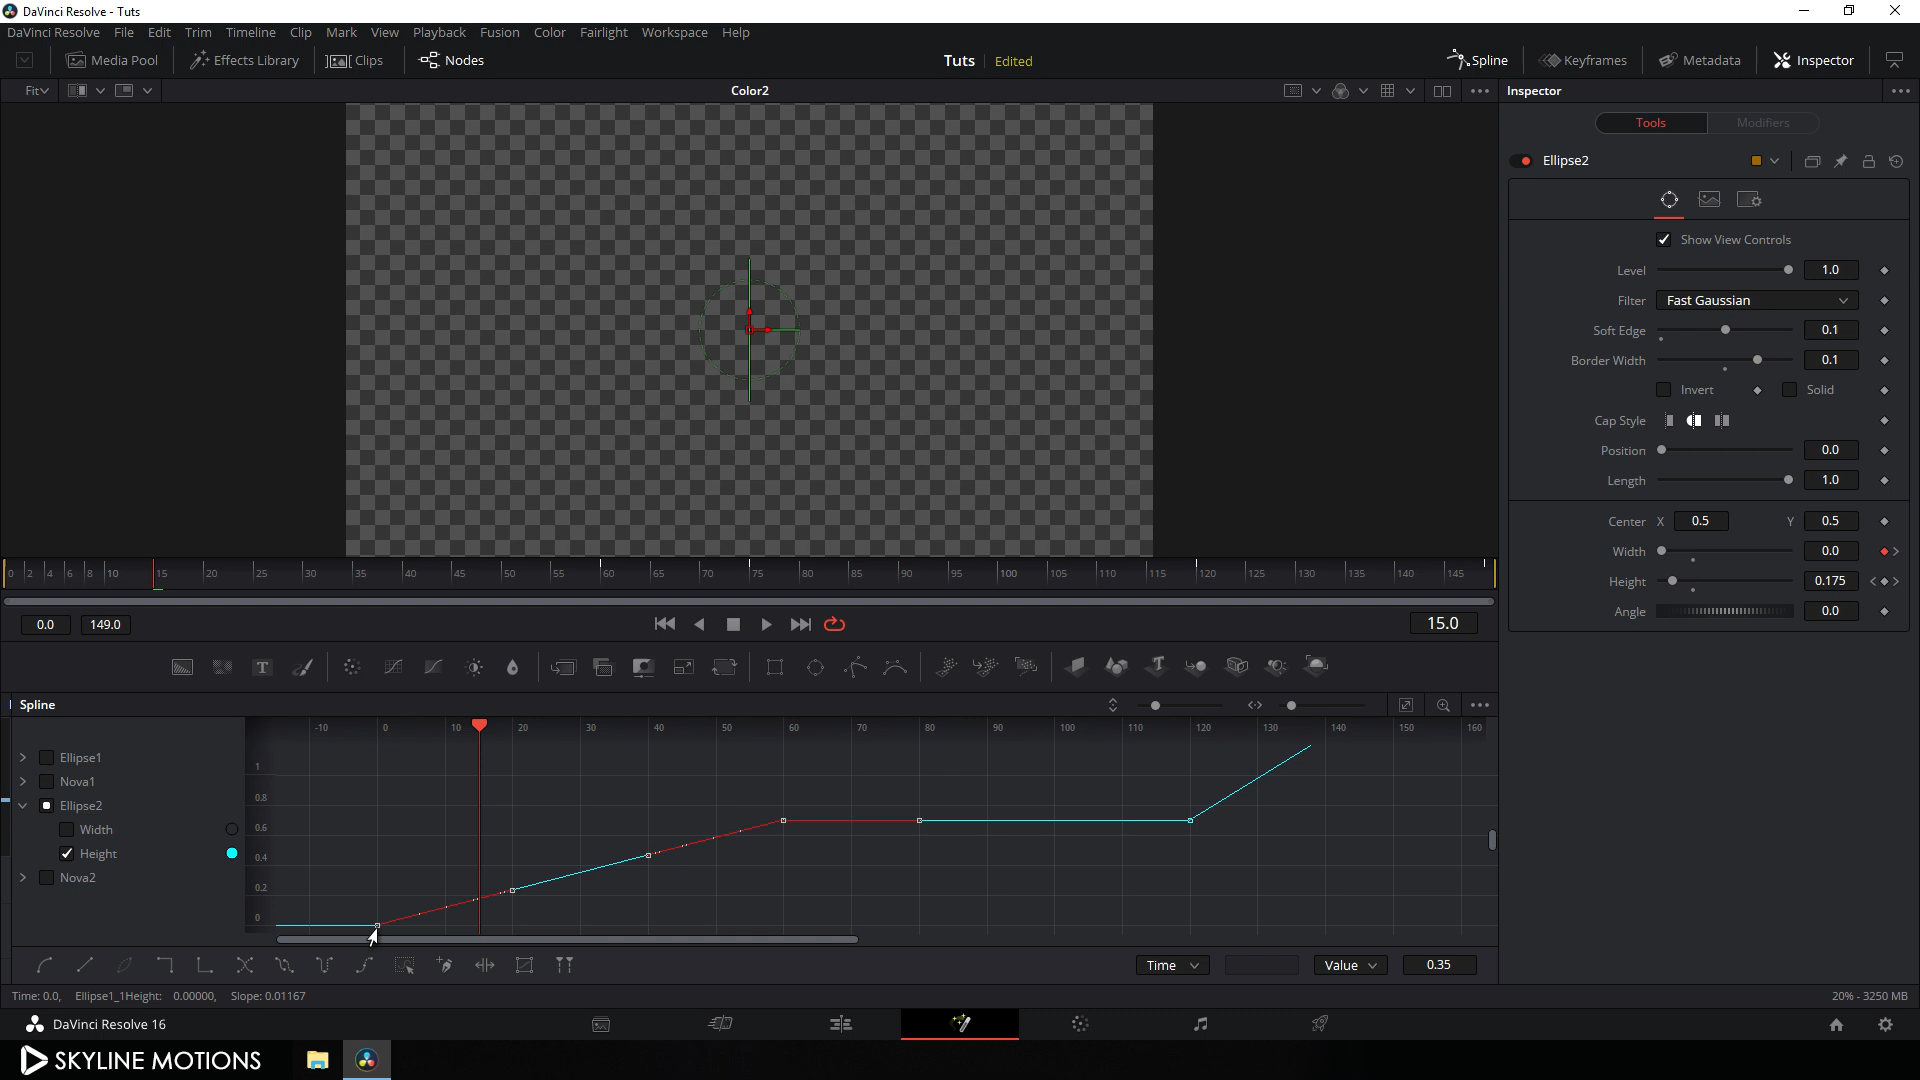 DaVinci Resolve - Tuts
DaVinci Resolve File Edit Trim Timeline Clip Mark View Playback Fusion Color Fairlight Workspace Help
Media Pool Effects Library Clips Nodes Tuts Edited Spline Keyframes Metadata Inspector
Fit Color2 Inspector
Tools Modifiers
Ellipse2
Show View Controls
Level 1.0
Filter Fast Gaussian
Soft Edge 0.1
Border Width 0.1
Invert Solid
Cap Style
Position 0.0
Length 1.0
Center X 0.5 Y 0.5
Width 0.0
Height 0.175
Angle 0.0
0 2 4 6 8 10 15 20 25 30 35 40 45 50 55 60 65 70 75 80 85 90 95 100 105 110 115 120 125 130 135 140 145
0.0 149.0 15.0
Spline
-10 0 10 20 30 40 50 60 70 80 90 100 110 120 130 140 150 160
Ellipse1
Nova1
Ellipse2
Width
Height
Nova2
1
0.8
0.6
0.4
0.2
0
Time Value 0.35
Time: 0.0, Ellipse1_1Height: 0.00000, Slope: 0.01167 20% - 3250 MB
DaVinci Resolve 16
SKYLINE MOTIONS